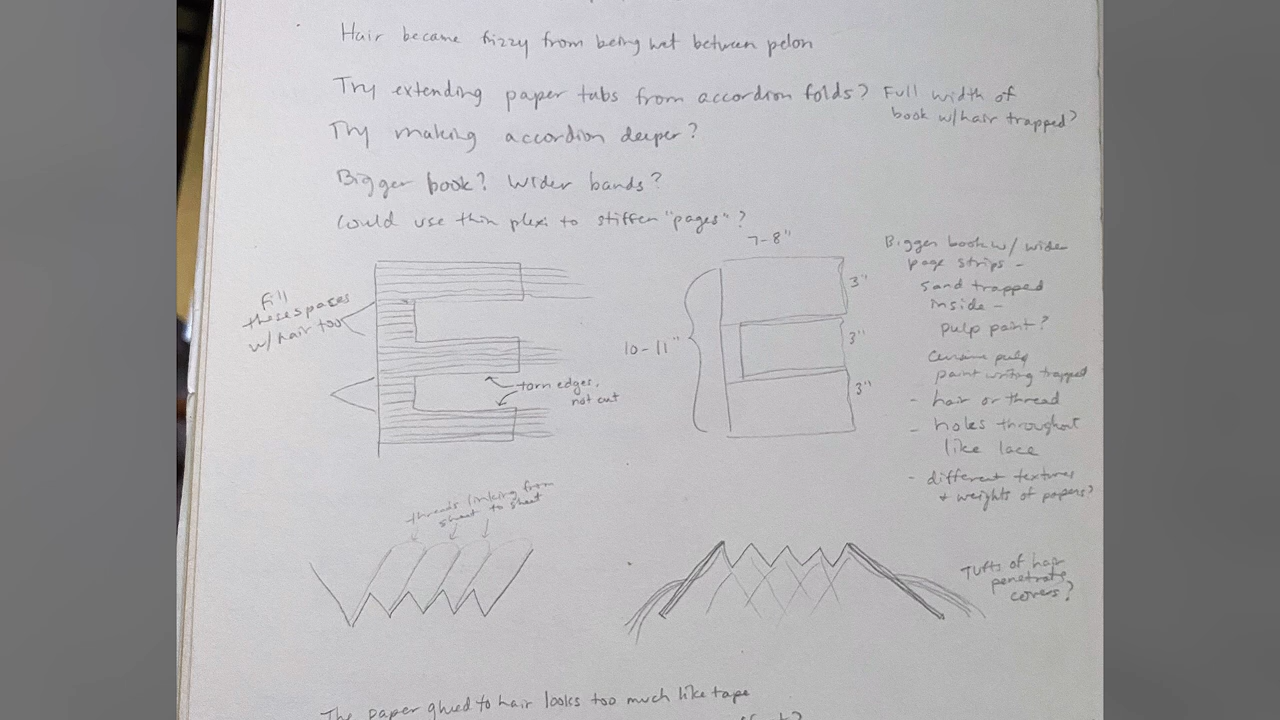 Hair became frizzy from being wet between pelon
Try extending paper tabs from accordion folds? Full width of
book w/hair trapped?
Try making accordion deeper?
Bigger book? Wider bands?
Could use thin plexi to stiffen "pages"?
fill
these spaces
w/ hair too
torn edges,
not cut
7-8"
3"
10-11"
3"
3"
Bigger book w/ wider
page strips -
sand trapped
inside -
pulp paint?
pulp
paint writing trapped
- hair or thread
- holes throughout
like lace
- different textures
+ weights of papers?
threads linking from
sheet to sheet
Tufts of hair
penetrate
covers?
The paper glued to hair looks too much like tape